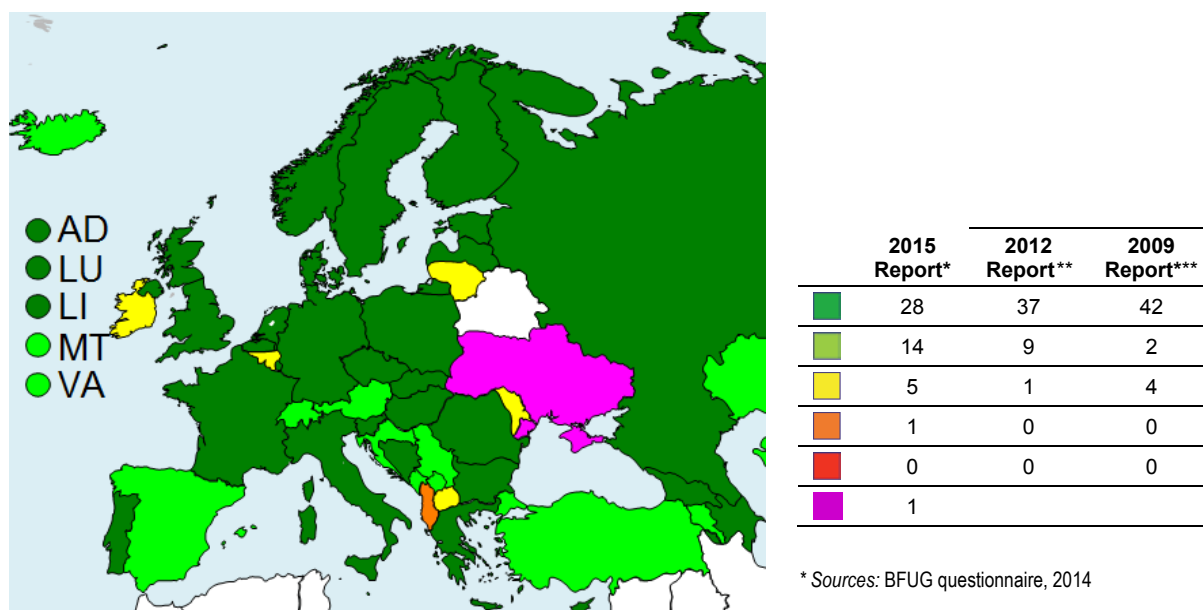 AD
LU
LI
MT
VA
2015 2012 2009
Report* Report** Report***
28 37 42
14 9 2
5 1 4
1 0 0
0 0 0
1
* Sources: BFUG questionnaire, 2014